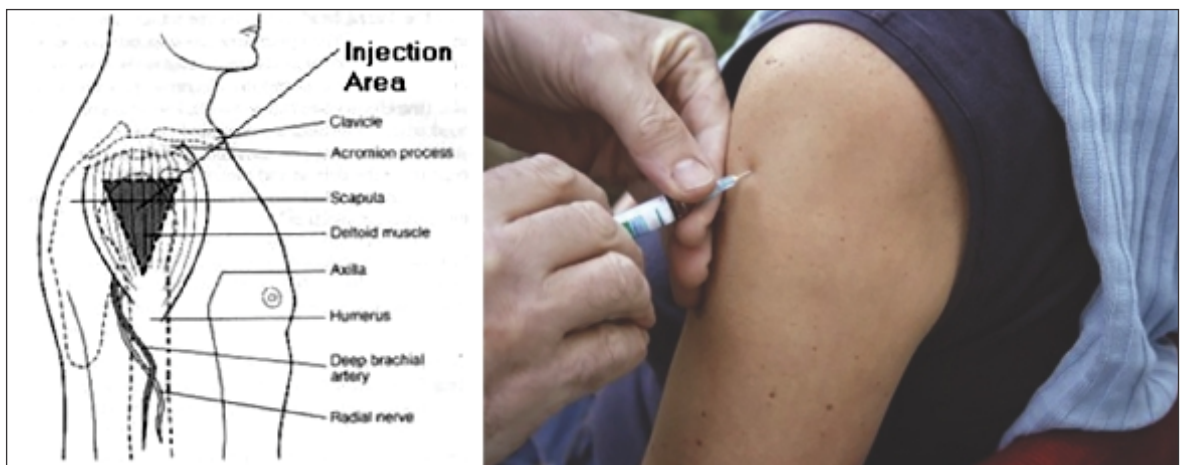 Injection
Area
Clavicle
Acromion process
Scapula
Deltoid muscle
Axilla
Humerus
Deep brachial
artery
Radial nerve